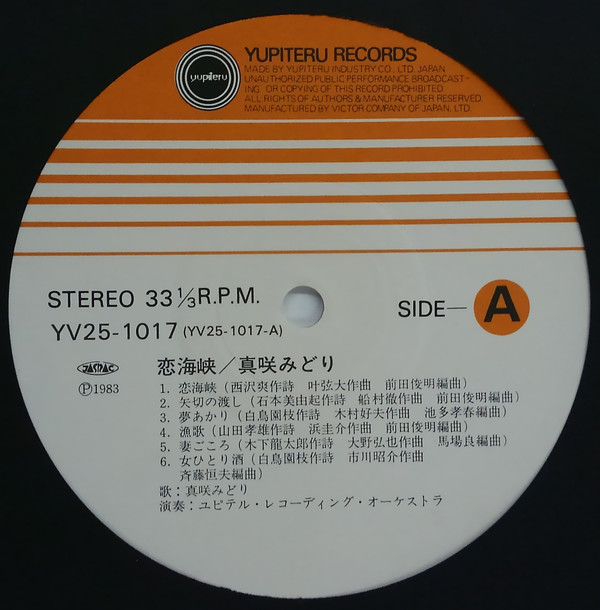 yupiteru
YUPITERU RECORDS
MADE BY YUPITERU INDUSTRY CO., LTD. JAPAN
UNAUTHORIZED PUBLIC PERFORMANCE BROADCAST-
ING OR COPYING OF THIS RECORD PROHIBITED
ALL RIGHTS OF AUTHORS & MANUFACTURER RESERVED
MANUFACTURED BY VICTOR COMPANY OF JAPAN, LTD.
STEREO 33 1/3 R.P.M.
YV25-1017 (YV25-1017-A)
SIDE—A
JASRAC
Ⓟ1983
恋海峡／真咲みどり
1. 恋海峡（西沢爽作詩 叶弦大作曲 前田俊明編曲）
2. 矢切の渡し（石本美由起作詩 船村徹作曲 前田俊明編曲）
3. 夢あかり（白鳥園枝作詩 木村好夫作曲 池多孝春編曲）
4. 漁歌（山田孝雄作詩 浜圭介作曲 前田俊明編曲）
5. 妻ごころ（木下龍太郎作詩 大野弘也作曲 馬場良編曲）
6. 女ひとり酒（白鳥園枝作詩 市川昭介作曲
斉藤恒夫編曲）
歌：真咲みどり
演奏：ユピテル・レコーディング・オーケストラ